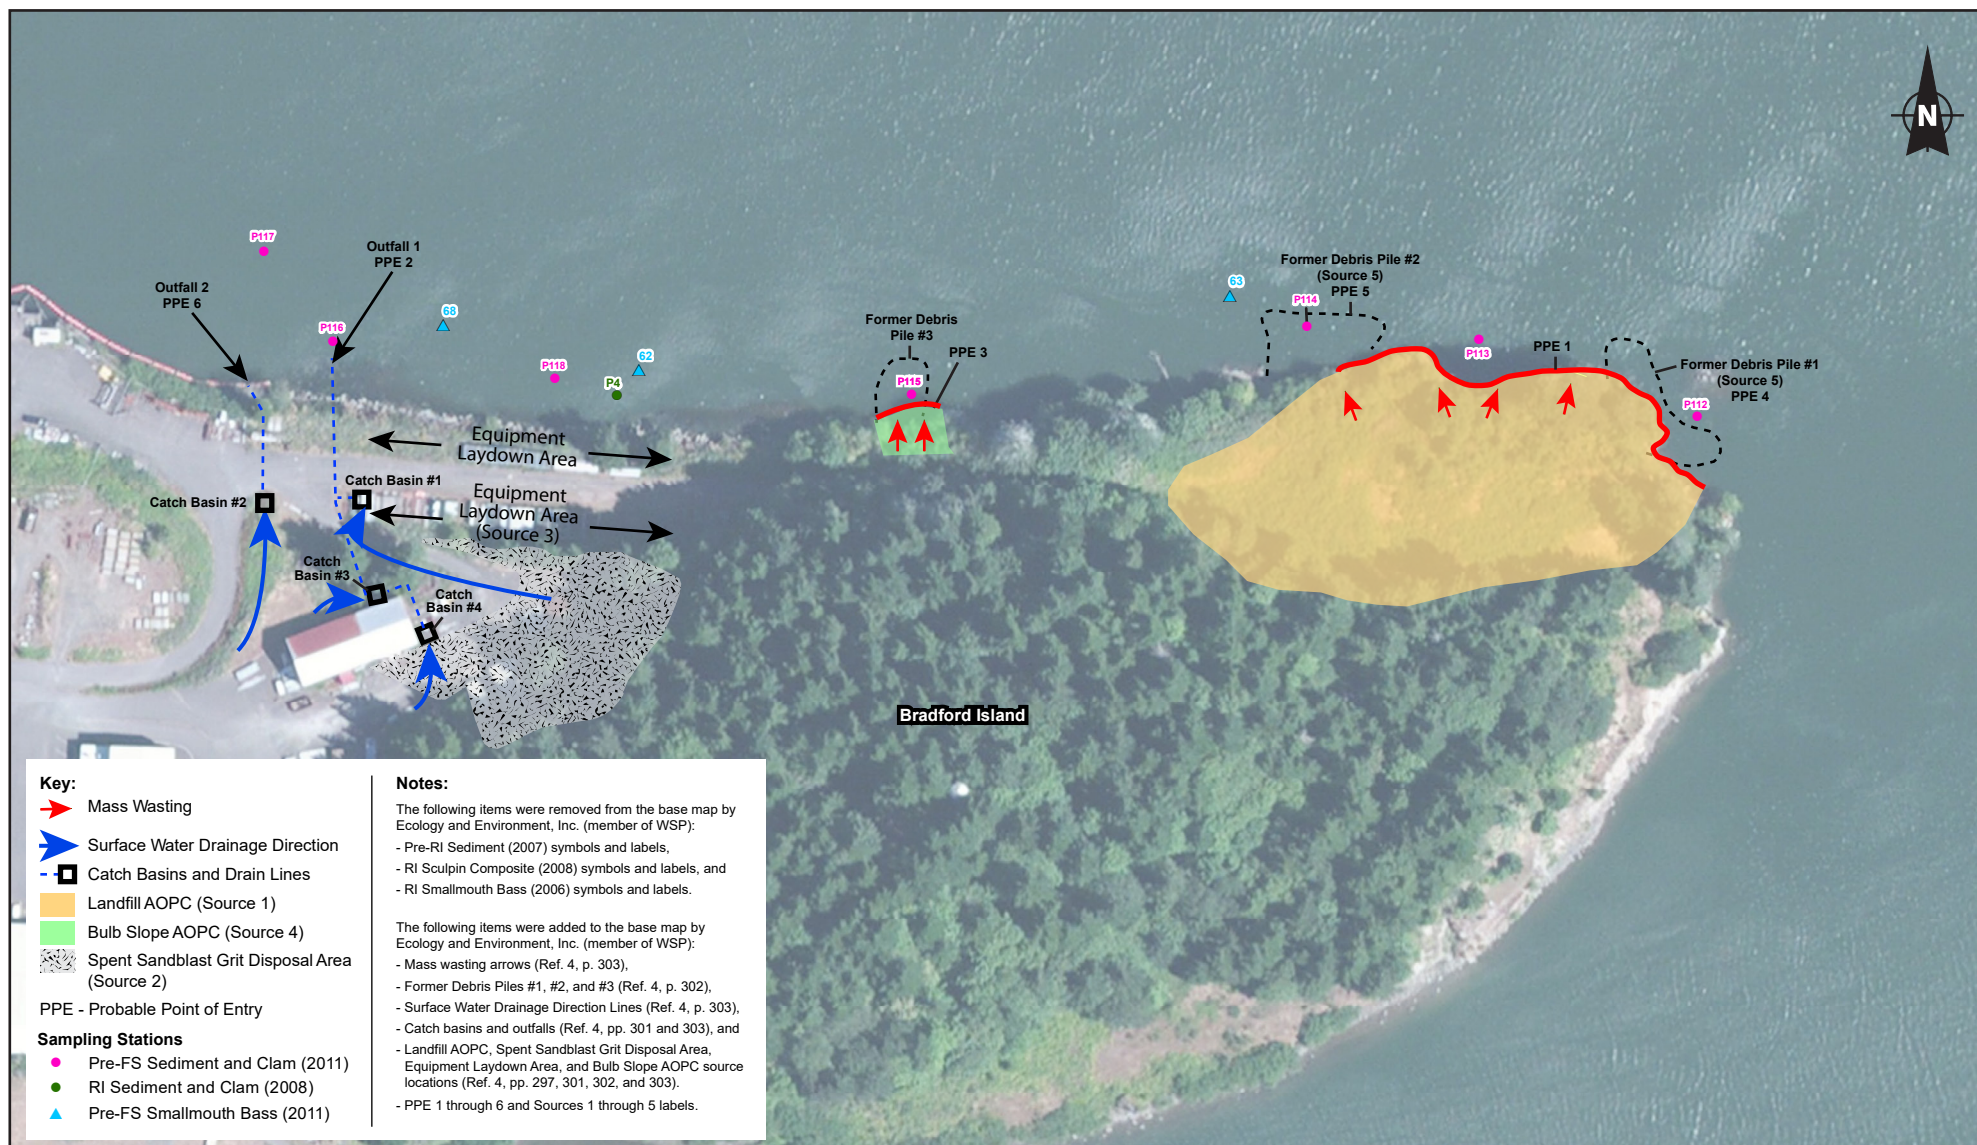 N
P117
Outfall 1
PPE 2
Outfall 2
PPE 6
68
P116
62
P118
P4
Former Debris
Pile #3
PPE 3
P115
63
Former Debris Pile #2
(Source 5)
PPE 5
P114
P113
PPE 1
Former Debris Pile #1
(Source 5)
PPE 4
P112
Equipment
Laydown Area
Catch Basin #1
Catch Basin #2
Equipment
Laydown Area
(Source 3)
Catch
Basin #3
Catch
Basin #4
Bradford Island
Key:
Mass Wasting
Surface Water Drainage Direction
Catch Basins and Drain Lines
Landfill AOPC (Source 1)
Bulb Slope AOPC (Source 4)
Spent Sandblast Grit Disposal Area
(Source 2)
PPE - Probable Point of Entry
Sampling Stations
Pre-FS Sediment and Clam (2011)
RI Sediment and Clam (2008)
Pre-FS Smallmouth Bass (2011)
Notes:
The following items were removed from the base map by
Ecology and Environment, Inc. (member of WSP):
- Pre-RI Sediment (2007) symbols and labels,
- RI Sculpin Composite (2008) symbols and labels, and
- RI Smallmouth Bass (2006) symbols and labels.
The following items were added to the base map by
Ecology and Environment, Inc. (member of WSP):
- Mass wasting arrows (Ref. 4, p. 303),
- Former Debris Piles #1, #2, and #3 (Ref. 4, p. 302),
- Surface Water Drainage Direction Lines (Ref. 4, p. 303),
- Catch basins and outfalls (Ref. 4, pp. 301 and 303), and
- Landfill AOPC, Spent Sandblast Grit Disposal Area,
Equipment Laydown Area, and Bulb Slope AOPC source
locations (Ref. 4, pp. 297, 301, 302, and 303).
- PPE 1 through 6 and Sources 1 through 5 labels.